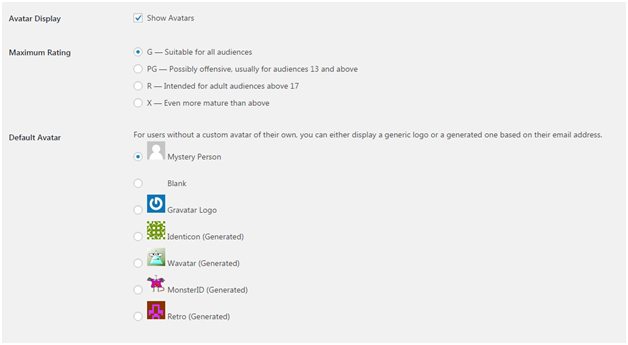 Avatar Display
Show Avatars
Maximum Rating
G — Suitable for all audiences
PG — Possibly offensive, usually for audiences 13 and above
R — Intended for adult audiences above 17
X — Even more mature than above
Default Avatar
For users without a custom avatar of their own, you can either display a generic logo or a generated one based on their email address.
Mystery Person
Blank
Gravatar Logo
Identicon (Generated)
Wavatar (Generated)
MonsterID (Generated)
Retro (Generated)